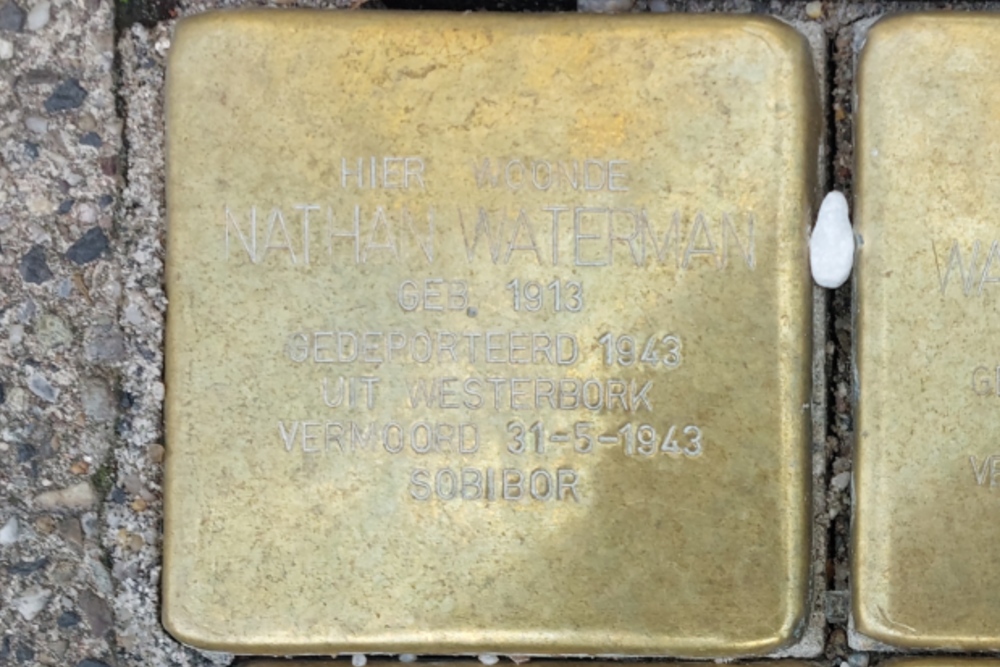 HIER WOONDE
NATHAN WATERMAN
GEB. 1913
GEDEPORTEERD 1943
UIT WESTERBORK
VERMOORD 31-5-1943
SOBIBOR